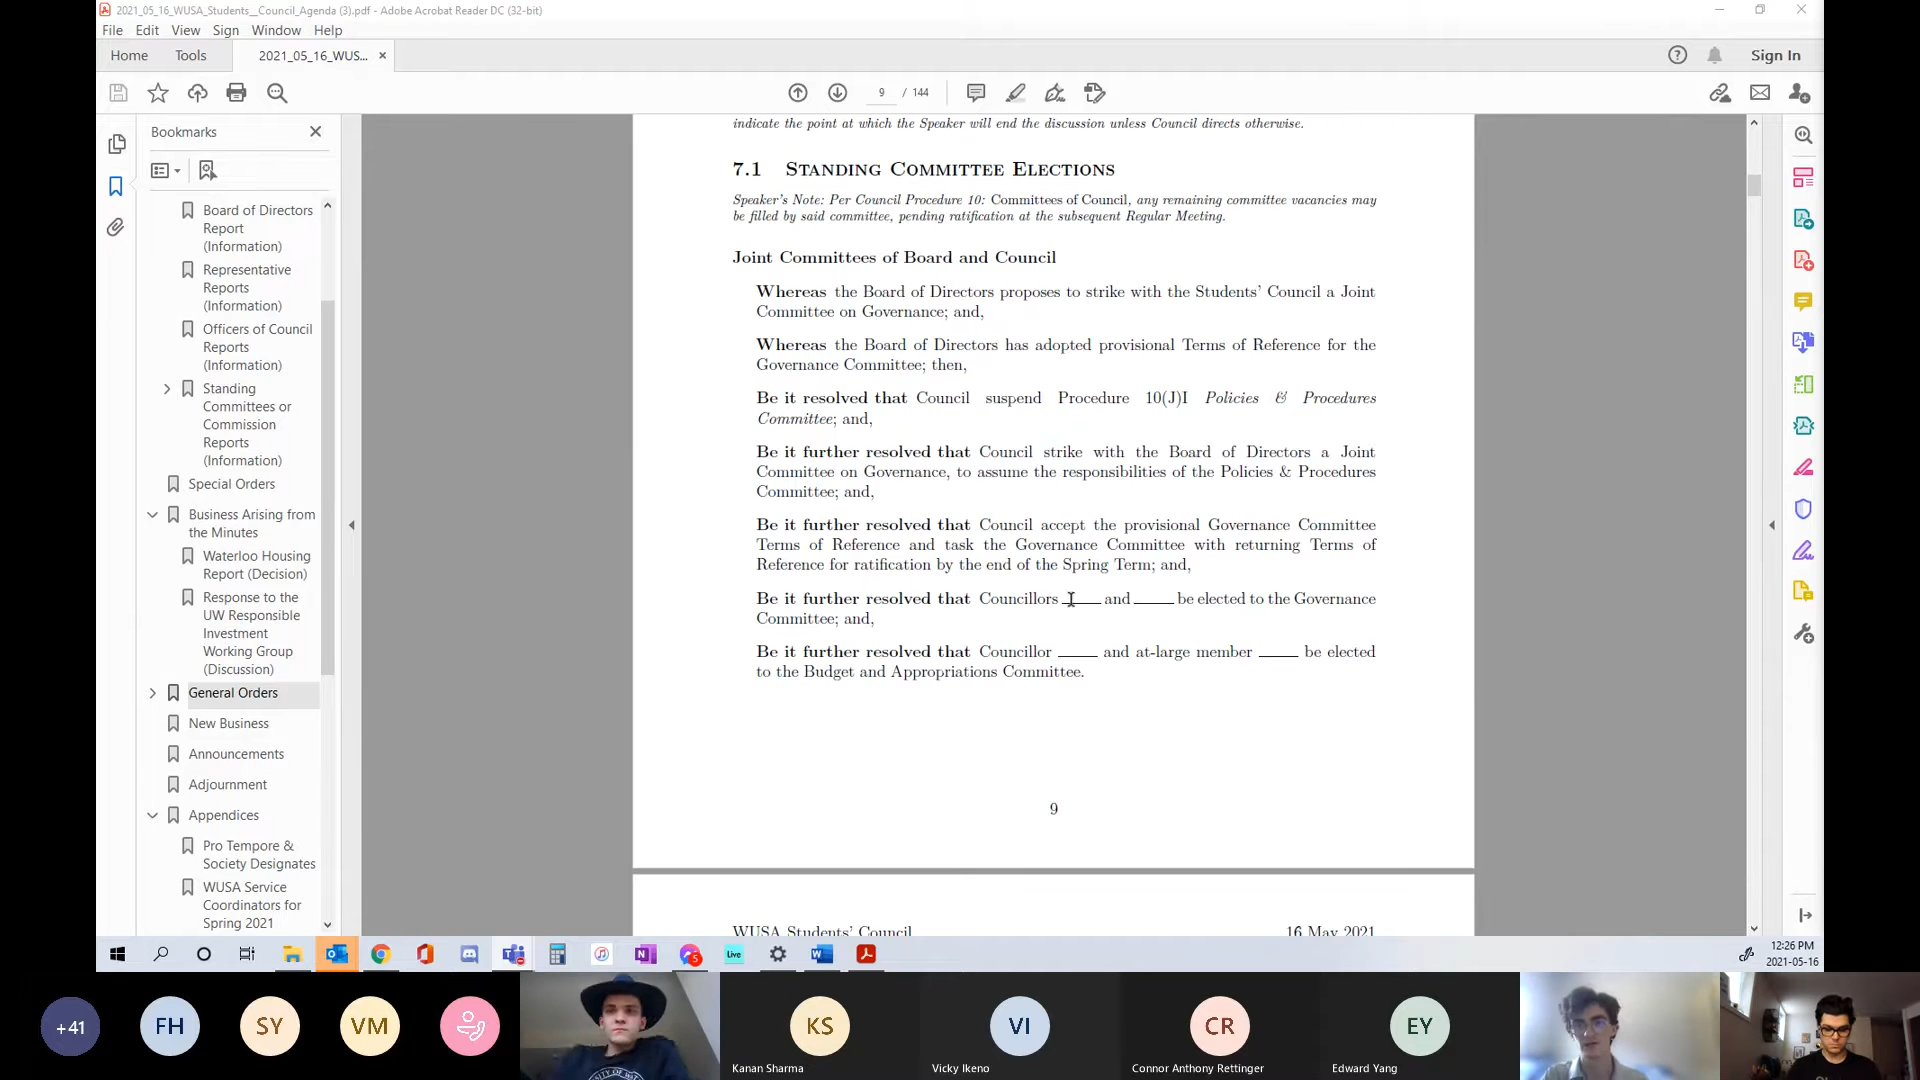 2021_05_16_WUSA_Students__Council_Agenda (3).pdf - Adobe Acrobat Reader DC (32-bit)
File Edit View Sign Window Help
Home Tools 2021_05_16_WUS... Sign In
9 / 144
Bookmarks
Board of Directors
Report
(Information)
Representative
Reports
(Information)
Officers of Council
Reports
(Information)
Standing
Committees or
Commission
Reports
(Information)
Special Orders
Business Arising from
the Minutes
Waterloo Housing
Report (Decision)
Response to the
UW Responsible
Investment
Working Group
(Discussion)
General Orders
New Business
Announcements
Adjournment
Appendices
Pro Tempore &
Society Designates
WUSA Service
Coordinators for
Spring 2021
indicate the point at which the Speaker will end the discussion unless Council directs otherwise.
7.1 Standing Committee Elections
Speaker's Note: Per Council Procedure 10: Committees of Council, any remaining committee vacancies may
be filled by said committee, pending ratification at the subsequent Regular Meeting.
Joint Committees of Board and Council
Whereas the Board of Directors proposes to strike with the Students' Council a Joint
Committee on Governance; and,
Whereas the Board of Directors has adopted provisional Terms of Reference for the
Governance Committee; then,
Be it resolved that Council suspend Procedure 10(J)I Policies & Procedures
Committee; and,
Be it further resolved that Council strike with the Board of Directors a Joint
Committee on Governance, to assume the responsibilities of the Policies & Procedures
Committee; and,
Be it further resolved that Council accept the provisional Governance Committee
Terms of Reference and task the Governance Committee with returning Terms of
Reference for ratification by the end of the Spring Term; and,
Be it further resolved that Councillors _____ and _____ be elected to the Governance
Committee; and,
Be it further resolved that Councillor _____ and at-large member _____ be elected
to the Budget and Appropriations Committee.
9
WUSA Students' Council 16 May 2021
Live
5
12:26 PM
2021-05-16
+41 FH SY VM KS VI CR EY
Kanan Sharma Vicky Ikeno Connor Anthony Rettinger Edward Yang